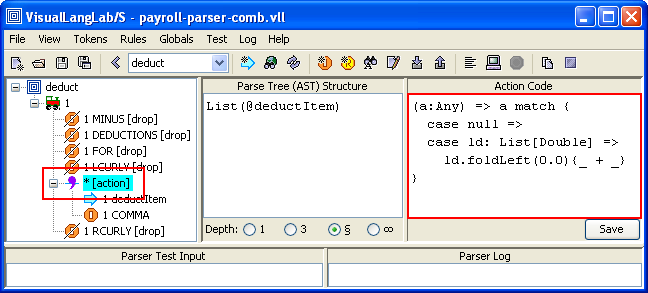 VisualLangLab/S - payroll-parser-comb.vll
File View Tokens Rules Globals Test Log Help
deduct
deduct
1
1 MINUS [drop]
1 DEDUCTIONS [drop]
1 FOR [drop]
1 LCURLY [drop]
* [action]
1 deductItem
1 COMMA
1 RCURLY [drop]
Parse Tree (AST) Structure
List(@deductItem)
Depth: 1 3 § ∞
Action Code
(a:Any) => a match {
case null =>
case ld: List[Double] =>
ld.foldLeft(0.0){_ + _}
}
Save
Parser Test Input
Parser Log